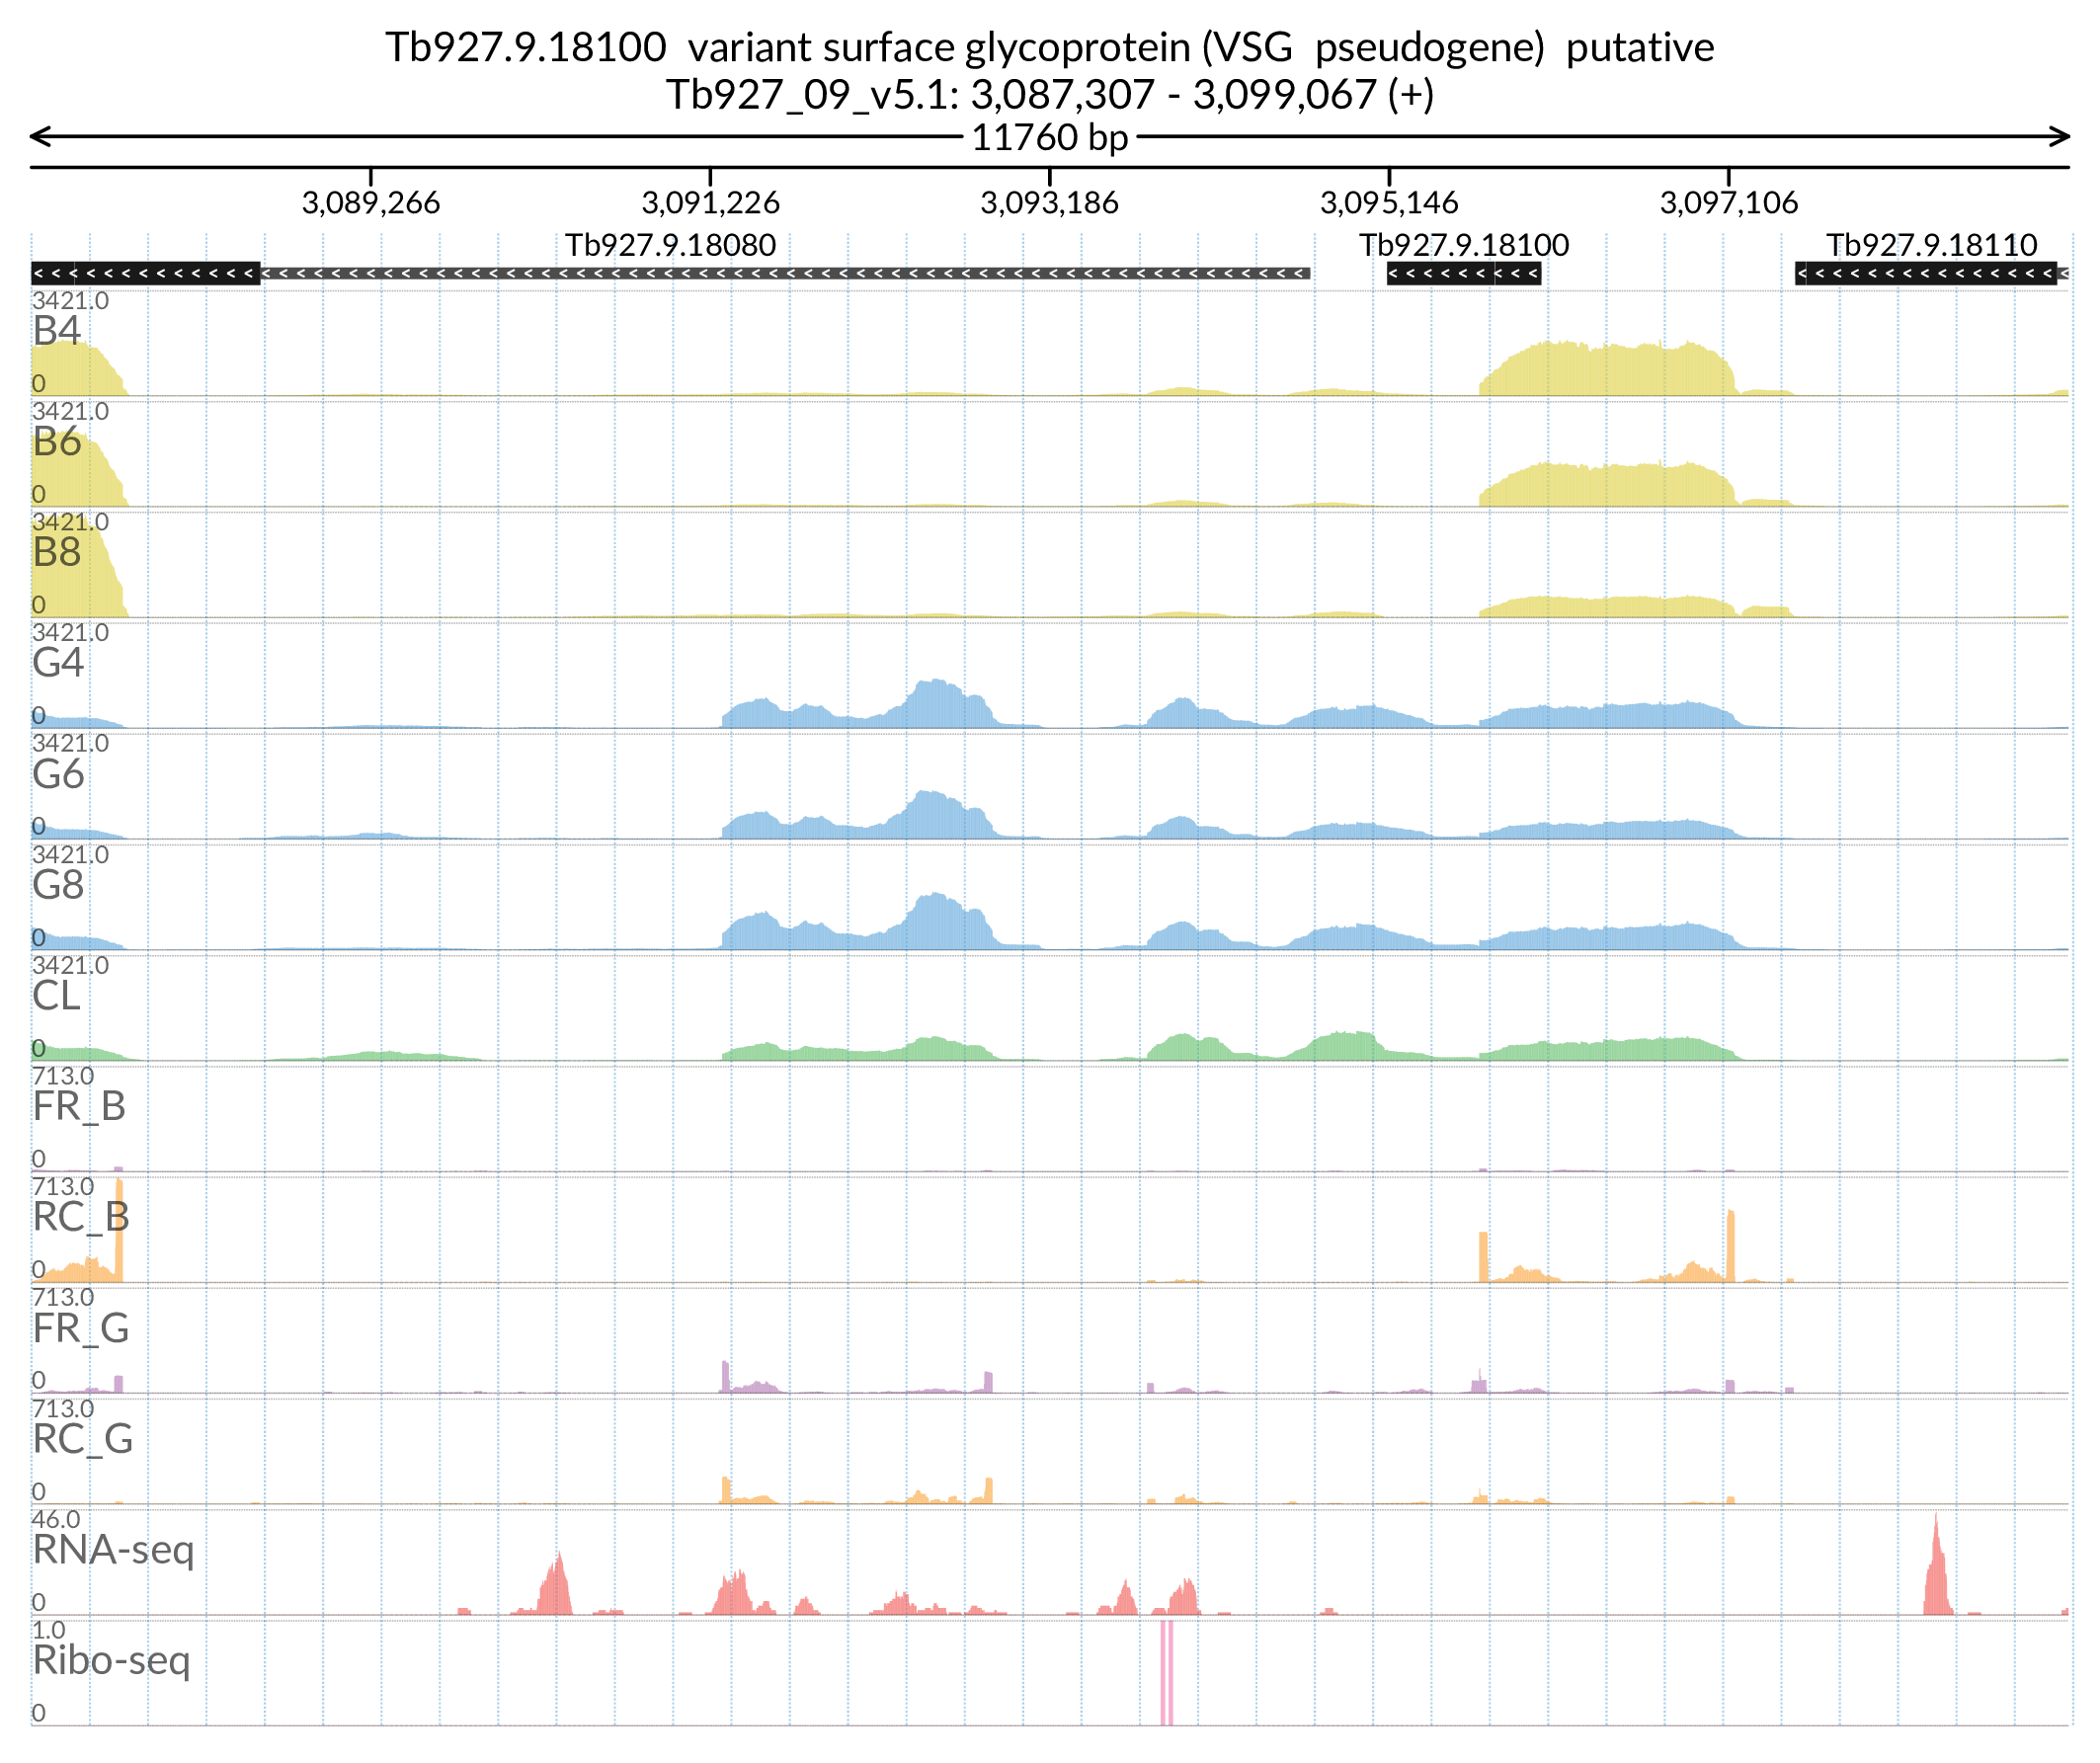 Tb927.9.18100 variant surface glycoprotein (VSG pseudogene) putative
Tb927_09_v5.1: 3,087,307 - 3,099,067 (+)
11760 bp
3,089,266 3,091,226 3,093,186 3,095,146 3,097,106
Tb927.9.18080 Tb927.9.18100 Tb927.9.18110
3421.0
B4
0
3421.0
B6
0
3421.0
B8
0
3421.0
G4
0
3421.0
G6
0
3421.0
G8
0
3421.0
CL
0
713.0
FR_B
0
713.0
RC_B
0
713.0
FR_G
0
713.0
RC_G
0
46.0
RNA-seq
0
1.0
Ribo-seq
0